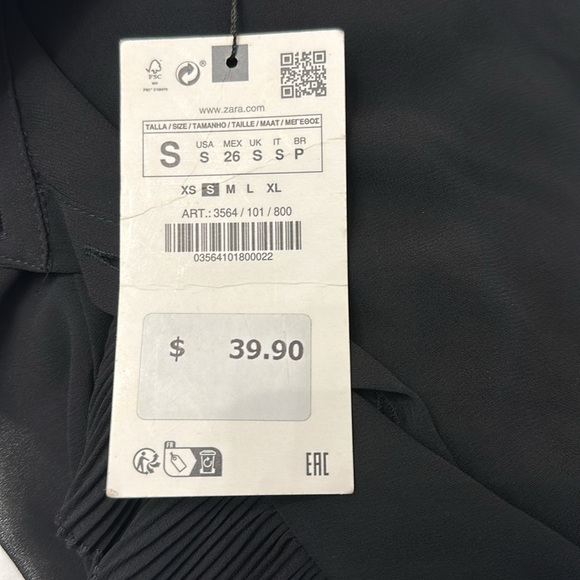 FSC
www.zara.com
TALLA / SIZE / TAMANHO / TAILLE / MAAT / ΜΕΓΕΘΟΣ
S USA S MEX 26 UK S IT S BR P
XS S M L XL
ART.: 3564 / 101 / 800
03564101800022
$ 39.90
FR
EAC